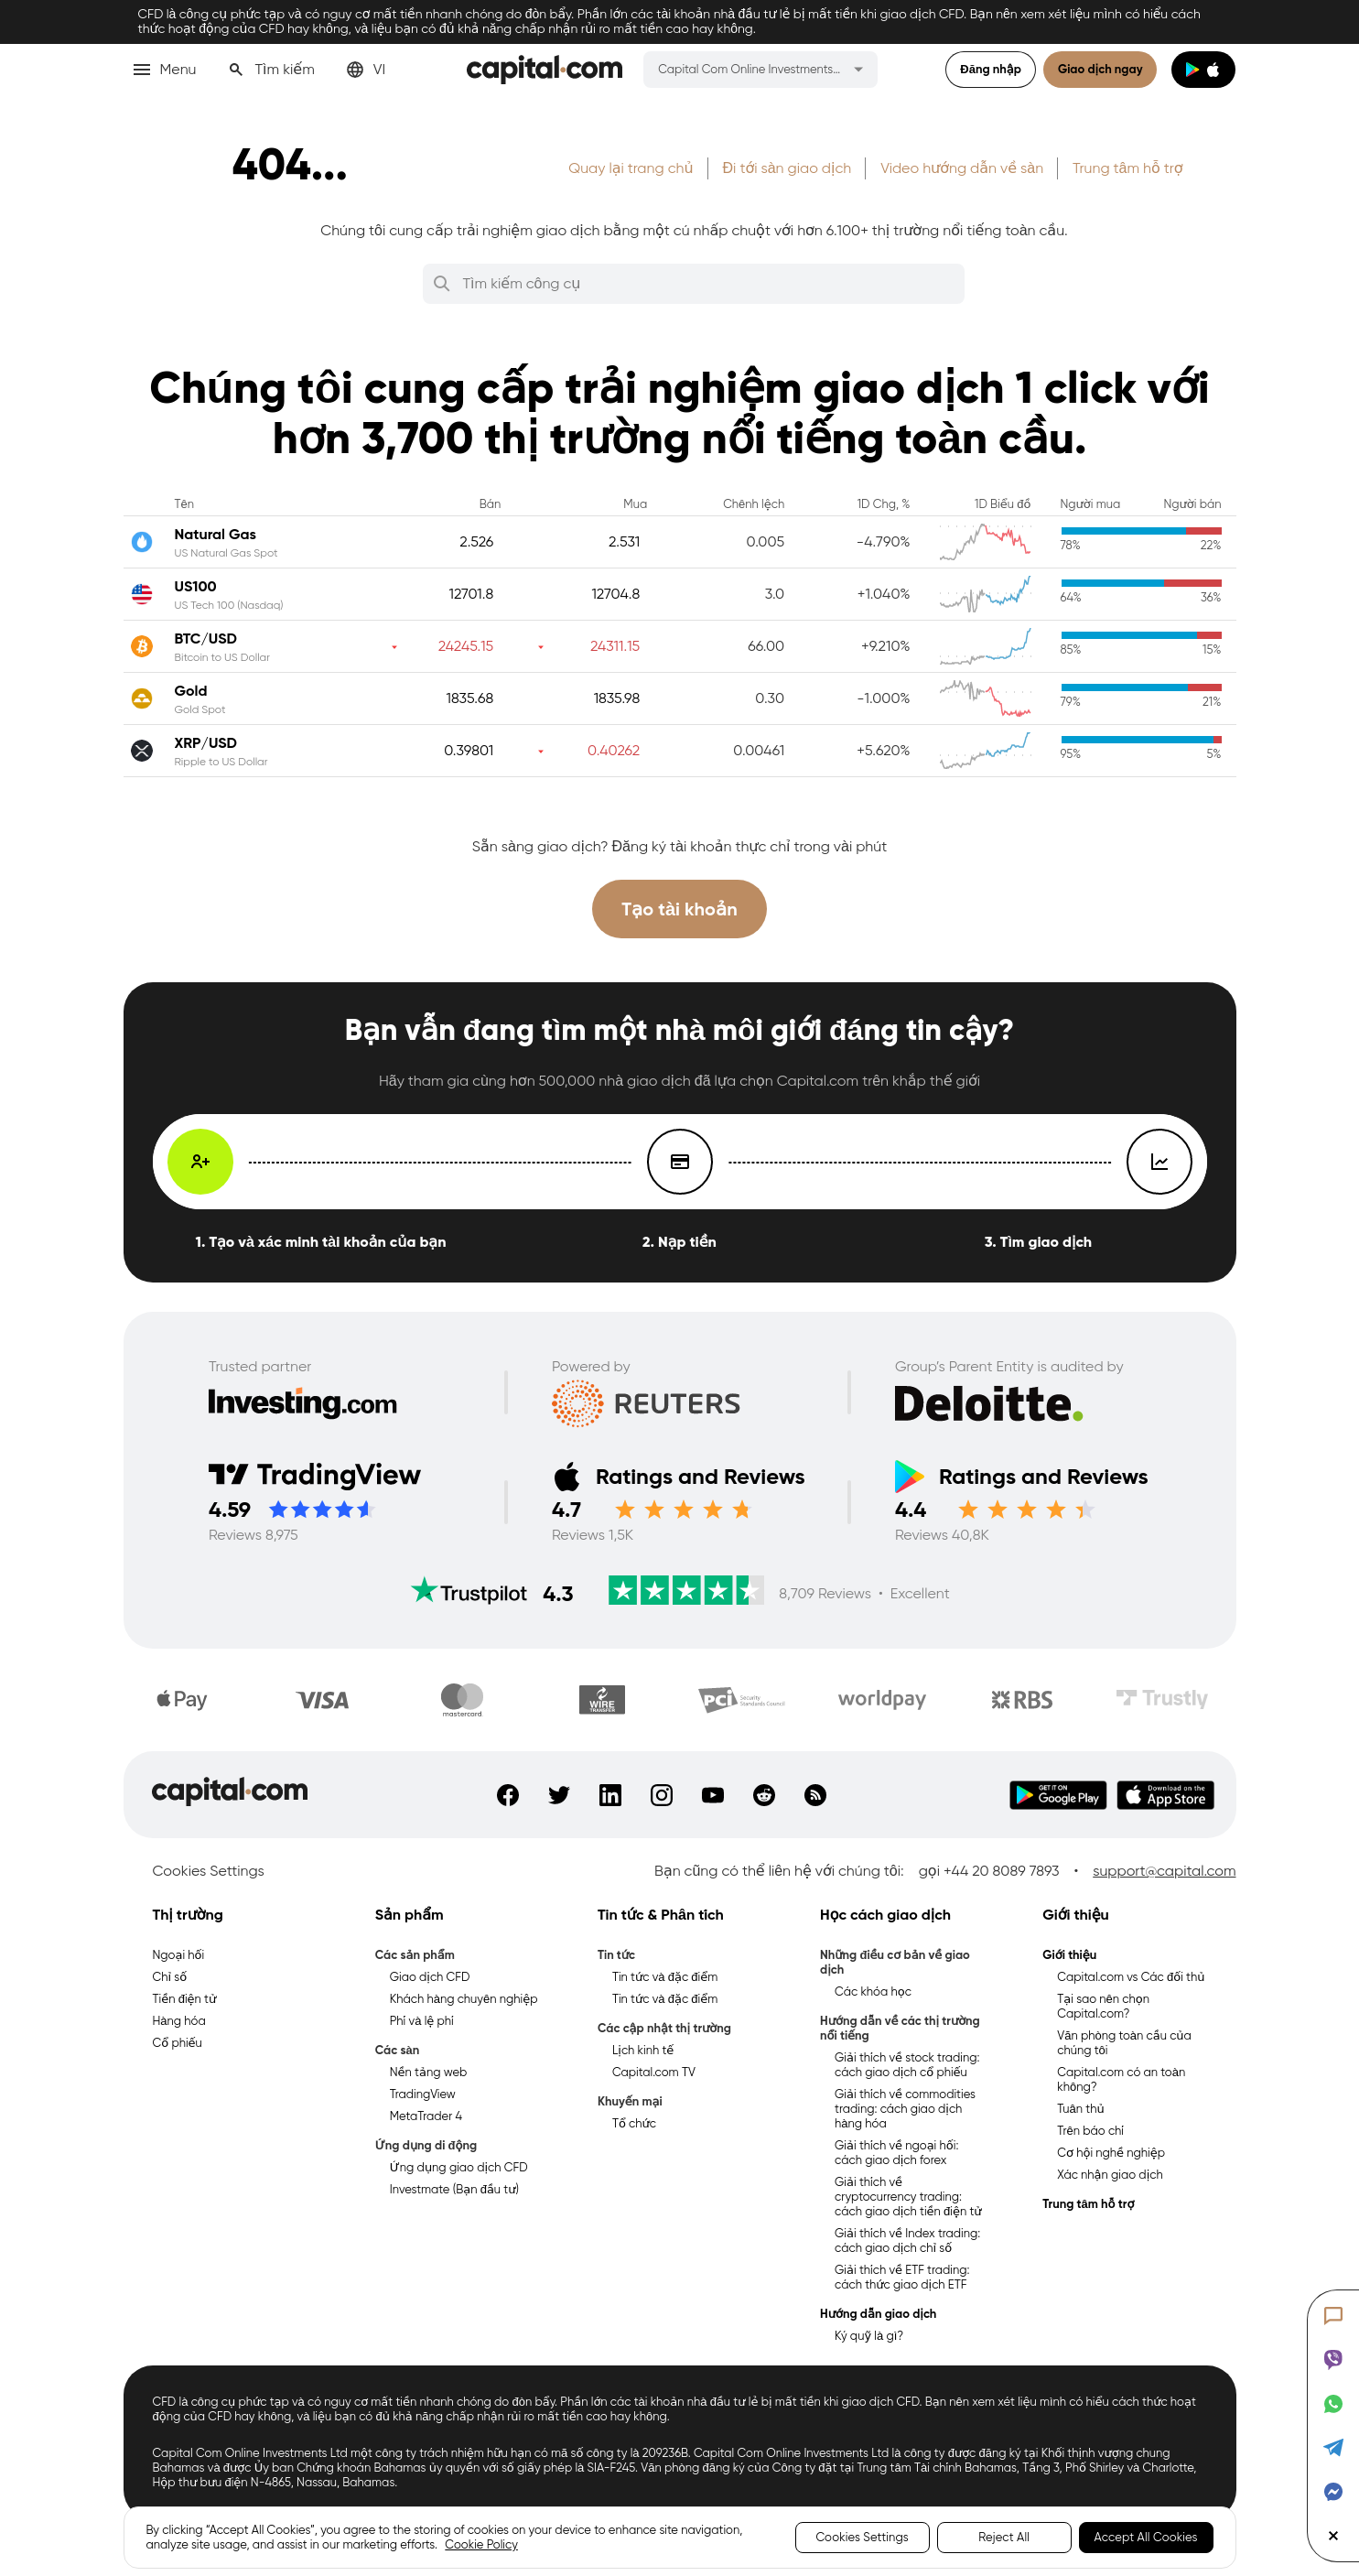 CFD là công cụ phức tạp và có nguy cơ mất tiền nhanh chóng do đòn bẩy. Phần lớn các tài khoản nhà đầu tư lẻ bị mất tiền khi giao dịch CFD. Bạn nên xem xét liệu mình có hiểu cách
thức hoạt động của CFD hay không, và liệu bạn có đủ khả năng chấp nhận rủi ro mất tiền cao hay không.
Menu Tìm kiếm VI capital.com Capital Com Online Investments... Đăng nhập Giao dịch ngay
404...
Quay lại trang chủ Đi tới sàn giao dịch Video hướng dẫn về sàn Trung tâm hỗ trợ
Chúng tôi cung cấp trải nghiệm giao dịch bằng một cú nhấp chuột với hơn 6.100+ thị trường nổi tiếng toàn cầu.
Tìm kiếm công cụ
Chúng tôi cung cấp trải nghiệm giao dịch 1 click với
hơn 3,700 thị trường nổi tiếng toàn cầu.
Tên Bán Mua Chênh lệch 1D Chg, % 1D Biểu đồ Người mua Người bán
Natural Gas 2.526 2.531 0.005 -4.790%
US Natural Gas Spot 78% 22%
US100 12701.8 12704.8 3.0 +1.040%
US Tech 100 (Nasdaq) 64% 36%
BTC/USD 24245.15 24311.15 66.00 +9.210%
Bitcoin to US Dollar 85% 15%
Gold 1835.68 1835.98 0.30 -1.000%
Gold Spot 79% 21%
XRP/USD 0.39801 0.40262 0.00461 +5.620%
Ripple to US Dollar 95% 5%
Sẵn sàng giao dịch? Đăng ký tài khoản thực chỉ trong vài phút
Tạo tài khoản
Bạn vẫn đang tìm một nhà môi giới đáng tin cậy?
Hãy tham gia cùng hơn 500,000 nhà giao dịch đã lựa chọn Capital.com trên khắp thế giới
1. Tạo và xác minh tài khoản của bạn 2. Nạp tiền 3. Tìm giao dịch
Trusted partner Powered by Group's Parent Entity is audited by
Investing.com REUTERS Deloitte.
TradingView Ratings and Reviews Ratings and Reviews
4.59 4.7 4.4
Reviews 8,975 Reviews 1,5K Reviews 40,8K
Trustpilot 4.3 8,709 Reviews • Excellent
Pay VISA mastercard WIRE TRANSFER PCI Security Standards Council worldpay RBS Trustly
capital.com GET IT ON Google Play Download on the App Store
Cookies Settings Bạn cũng có thể liên hệ với chúng tôi: gọi +44 20 8089 7893 • support@capital.com
Thị trường
Ngoại hối
Chỉ số
Tiền điện tử
Hàng hóa
Cổ phiếu
Sản phẩm
Các sản phẩm
Giao dịch CFD
Khách hàng chuyên nghiệp
Phí và lệ phí
Các sàn
Nền tảng web
TradingView
MetaTrader 4
Ứng dụng di động
Ứng dụng giao dịch CFD
Investmate (Bạn đầu tư)
Tin tức & Phân tích
Tin tức
Tin tức và đặc điểm
Tin tức và đặc điểm
Các cập nhật thị trường
Lịch kinh tế
Capital.com TV
Khuyến mại
Tổ chức
Học cách giao dịch
Những điều cơ bản về giao
dịch
Các khóa học
Hướng dẫn về các thị trường
nổi tiếng
Giải thích về stock trading:
cách giao dịch cổ phiếu
Giải thích về commodities
trading: cách giao dịch
hàng hóa
Giải thích về ngoại hối:
cách giao dịch forex
Giải thích về
cryptocurrency trading:
cách giao dịch tiền điện tử
Giải thích về Index trading:
cách giao dịch chỉ số
Giải thích về ETF trading:
cách thức giao dịch ETF
Hướng dẫn giao dịch
Ký quỹ là gì?
Giới thiệu
Giới thiệu
Capital.com vs Các đối thủ
Tại sao nên chọn
Capital.com?
Văn phòng toàn cầu của
chúng tôi
Capital.com có an toàn
không?
Tuân thủ
Trên báo chí
Cơ hội nghề nghiệp
Xác nhận giao dịch
Trung tâm hỗ trợ
CFD là công cụ phức tạp và có nguy cơ mất tiền nhanh chóng do đòn bẩy. Phần lớn các tài khoản nhà đầu tư lẻ bị mất tiền khi giao dịch CFD. Bạn nên xem xét liệu mình có hiểu cách thức hoạt
động của CFD hay không, và liệu bạn có đủ khả năng chấp nhận rủi ro mất tiền cao hay không.
Capital Com Online Investments Ltd một công ty trách nhiệm hữu hạn có mã số công ty là 209236B. Capital Com Online Investments Ltd là công ty được đăng ký tại Khối thịnh vượng chung
Bahamas và được Ủy ban Chứng khoán Bahamas ủy quyền với số giấy phép là SIA-F245. Văn phòng đăng ký của Công ty đặt tại Trung tâm Tài chính Bahamas, Tầng 3, Phố Shirley và Charlotte,
Hộp thư bưu điện N-4865, Nassau, Bahamas.
By clicking “Accept All Cookies”, you agree to the storing of cookies on your device to enhance site navigation,
analyze site usage, and assist in our marketing efforts. Cookie Policy
Cookies Settings Reject All Accept All Cookies